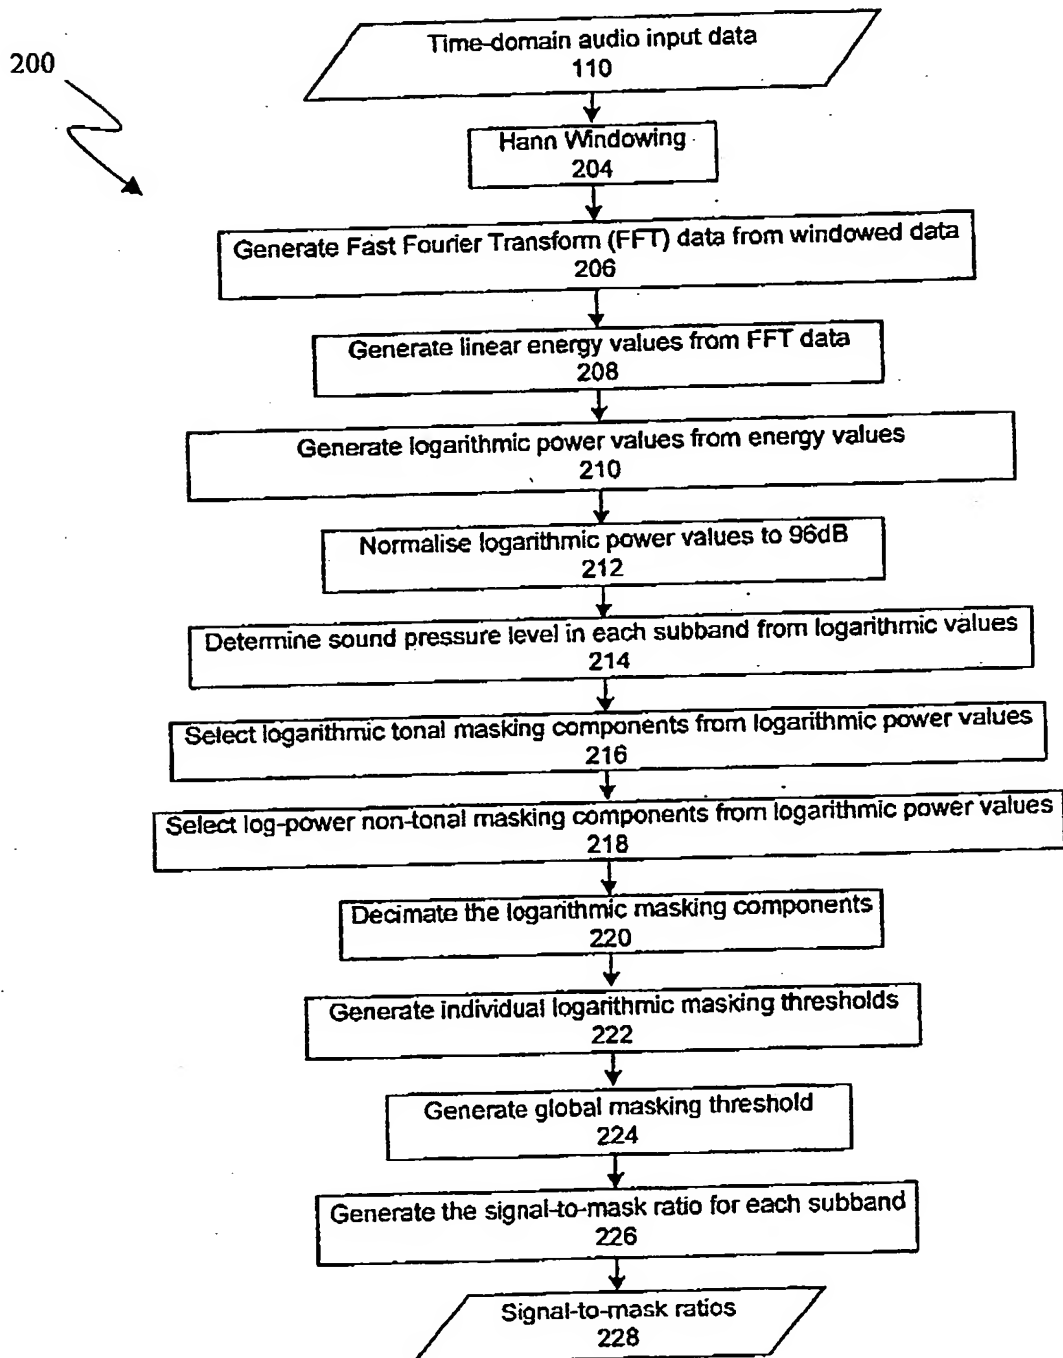 200
Time-domain audio input data
110
Hann Windowing
204
Generate Fast Fourier Transform (FFT) data from windowed data
206
Generate linear energy values from FFT data
208
Generate logarithmic power values from energy values
210
Normalise logarithmic power values to 96dB
212
Determine sound pressure level in each subband from logarithmic values
214
Select logarithmic tonal masking components from logarithmic power values
216
Select log-power non-tonal masking components from logarithmic power values
218
Decimate the logarithmic masking components
220
Generate individual logarithmic masking thresholds
222
Generate global masking threshold
224
Generate the signal-to-mask ratio for each subband
226
Signal-to-mask ratios
228